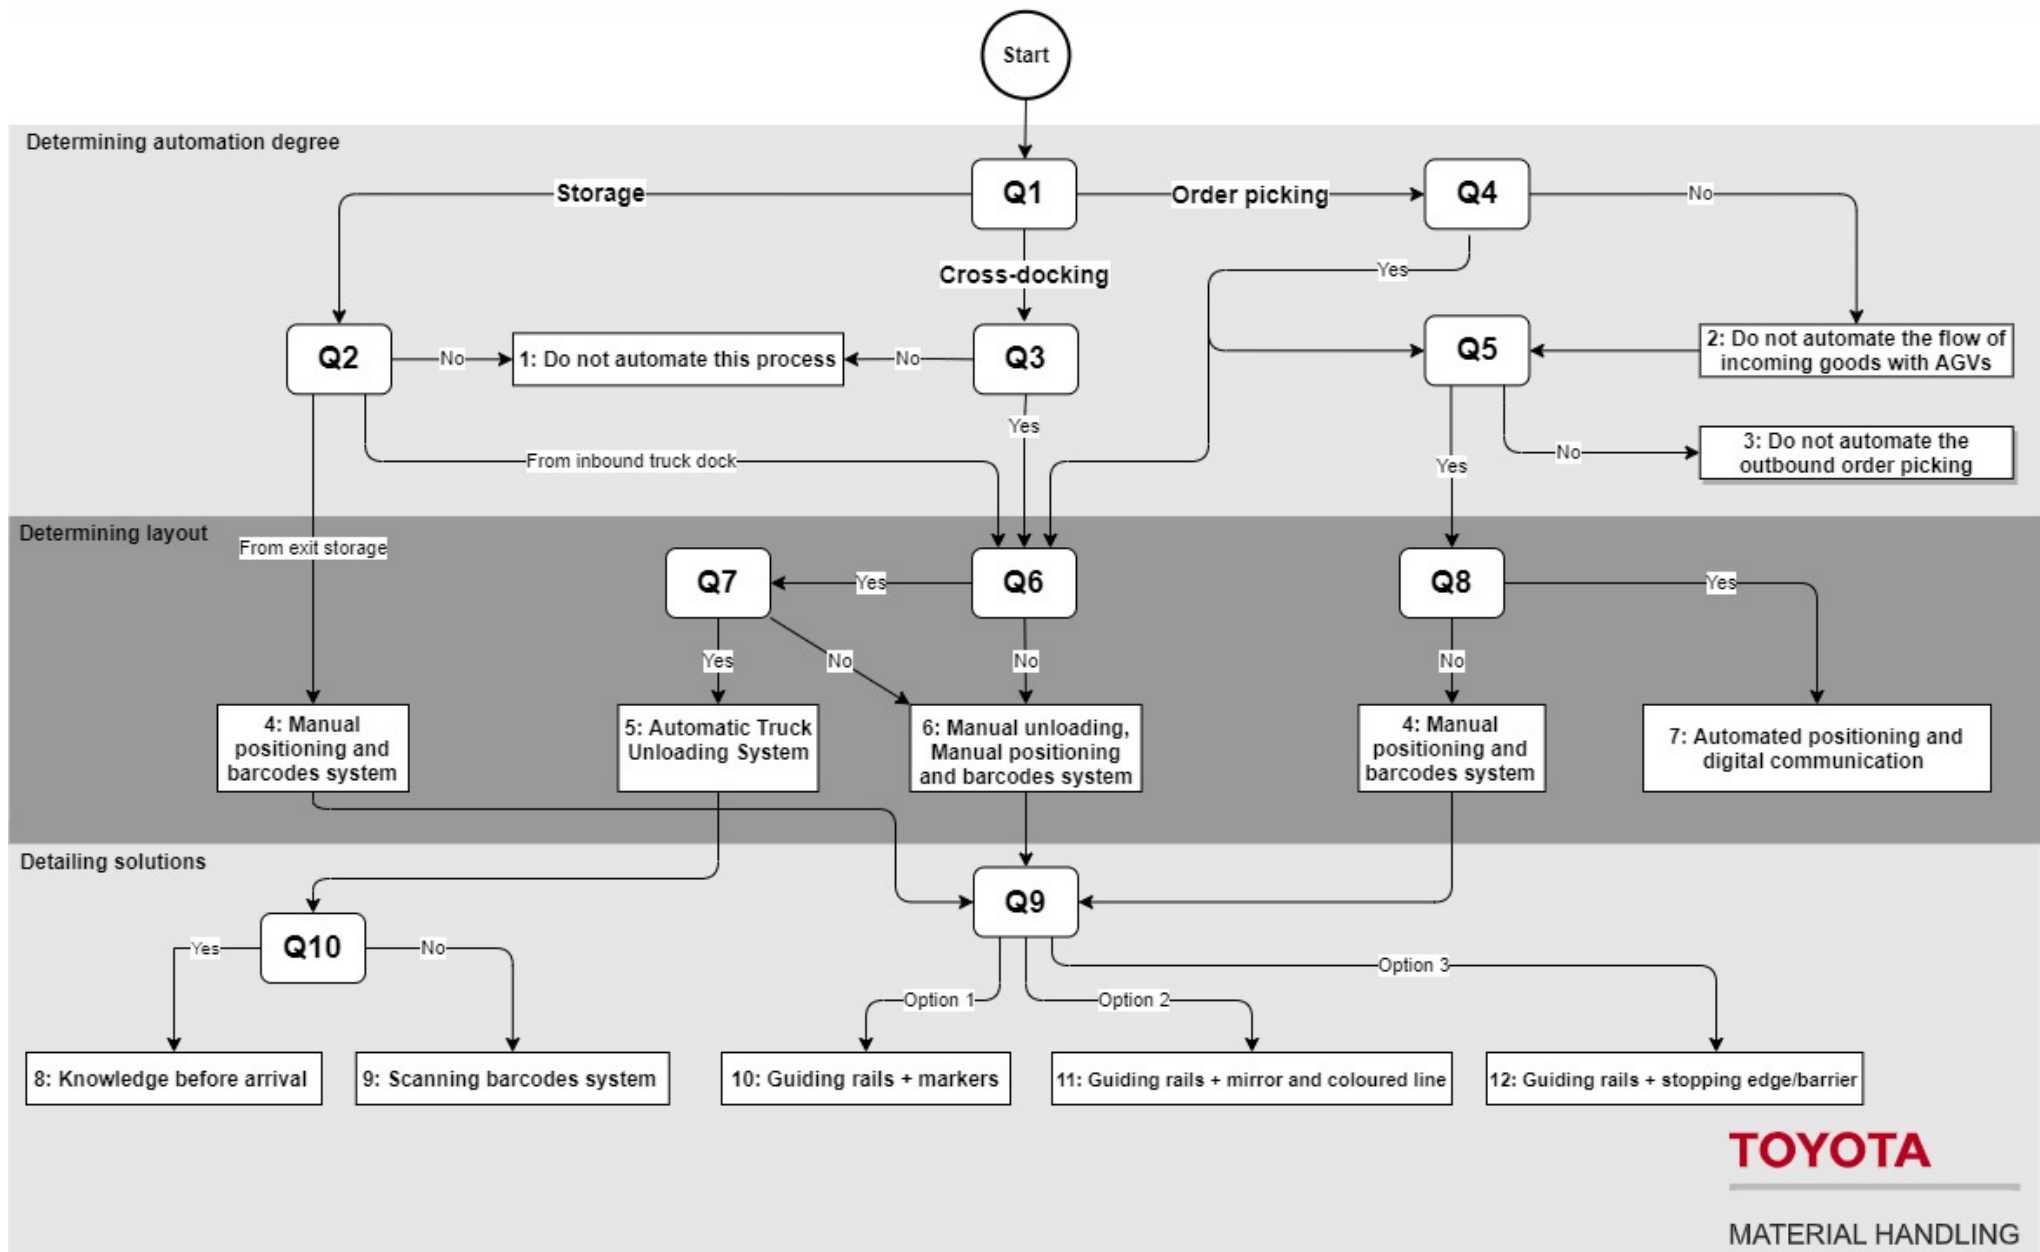 Start
Determining automation degree
Storage
Q1
Order picking
Q4
No
Cross-docking
Yes
Q2
No
1: Do not automate this process
No
Q3
Q5
2: Do not automate the flow of
incoming goods with AGVs
Yes
From inbound truck dock
Yes
No
3: Do not automate the
outbound order picking
Determining layout
From exit storage
Q7
Yes
Q6
Q8
Yes
Yes
No
No
No
4: Manual
positioning and
barcodes system
5: Automatic Truck
Unloading System
6: Manual unloading,
Manual positioning
and barcodes system
4: Manual
positioning and
barcodes system
7: Automated positioning and
digital communication
Detailing solutions
Q9
Yes
Q10
No
Option 1
Option 2
Option 3
8: Knowledge before arrival
9: Scanning barcodes system
10: Guiding rails + markers
11: Guiding rails + mirror and coloured line
12: Guiding rails + stopping edge/barrier
TOYOTA
MATERIAL HANDLING